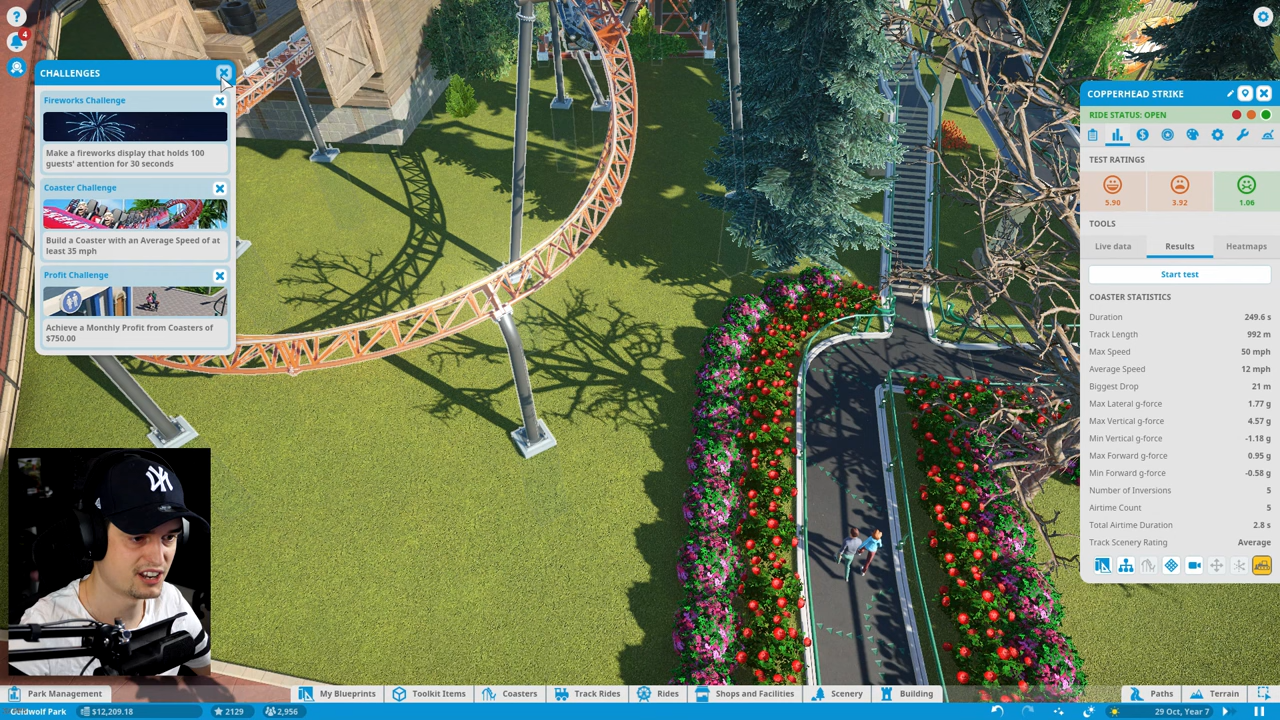 ?
4
CHALLENGES
Fireworks Challenge
Make a fireworks display that holds 100
guests' attention for 30 seconds
Coaster Challenge
Build a Coaster with an Average Speed of at
least 35 mph
Profit Challenge
Achieve a Monthly Profit from Coasters of
$750.00
COPPERHEAD STRIKE
RIDE STATUS: OPEN
TEST RATINGS
5.90 3.92 1.06
TOOLS
Live data Results Heatmaps
Start test
COASTER STATISTICS
Duration 249.6 s
Track Length 992 m
Max Speed 50 mph
Average Speed 12 mph
Biggest Drop 21 m
Max Lateral g-force 1.77 g
Max Vertical g-force 4.57 g
Min Vertical g-force -1.18 g
Max Forward g-force 0.95 g
Min Forward g-force -0.58 g
Number of Inversions 5
Airtime Count 5
Total Airtime Duration 2.8 s
Track Scenery Rating Average
Park Management My Blueprints Toolkit Items Coasters Track Rides Rides Shops and Facilities Scenery Building Paths Terrain
Coldwolf Park $12,209.18 2129 2,956 29 Oct, Year 7